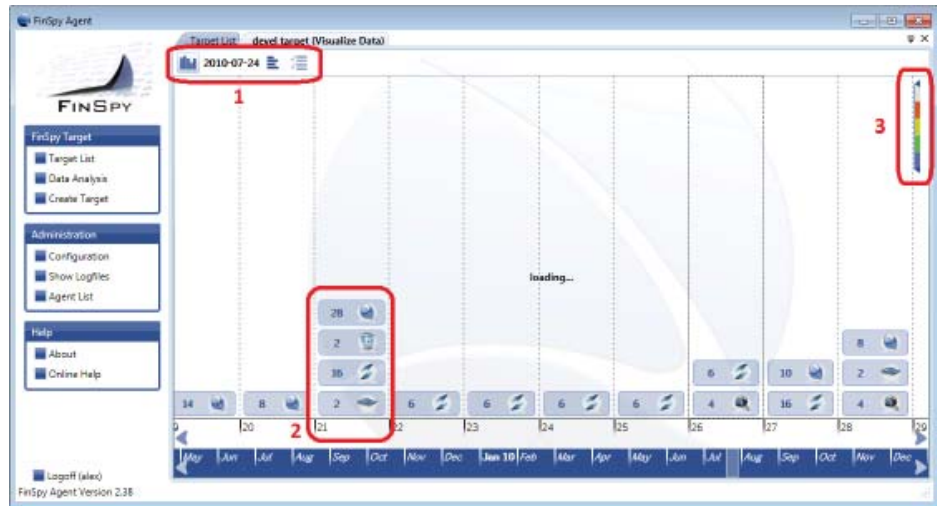 FinSpy Agent
Target List devel target (Visualize Data)
2010-07-24
1
3
FINSPY
FinSpy Target
Target List
Data Analysis
Create Target
Administration
Configuration
Show Logfiles
Agent List
loading...
28
Help
2
8
About
Online Help
16
6
10
2
14
8
2
6
6
6
6
4
16
4
2
20
21
22
23
24
25
26
27
28
29
May Jun Jul Aug Sep Oct Nov Dec Jan 10 Feb Mar Apr May Jun Jul Aug Sep Oct Nov Dec
Logoff (alex)
FinSpy Agent Version 2.38